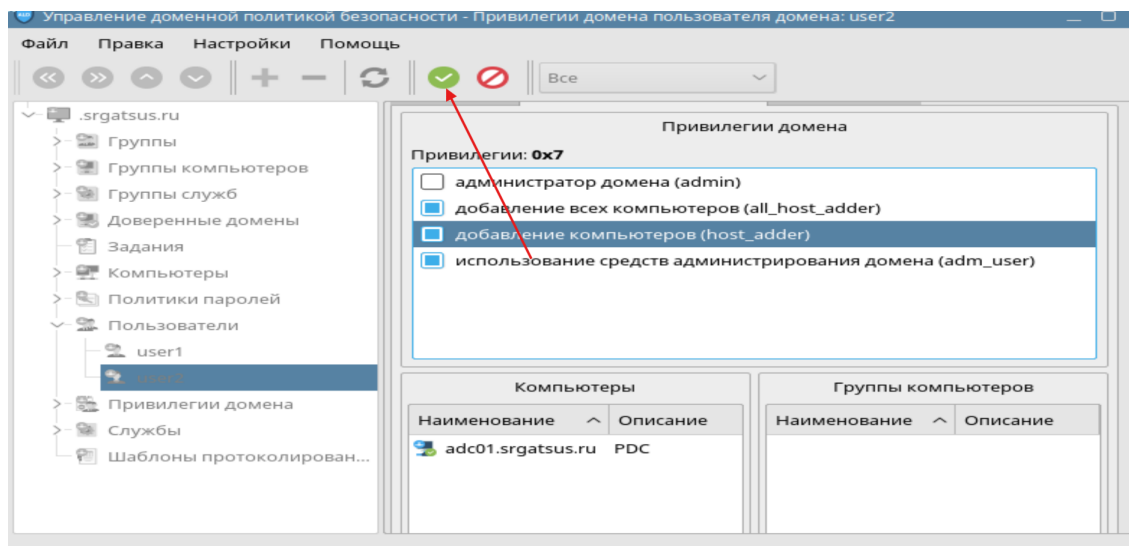 Управление доменной политикой безопасности - Привилегии домена пользователя домена: user2
Файл Правка Настройки Помощь
Все
.srgatsus.ru
Группы
Группы компьютеров
Группы служб
Доверенные домены
Задания
Компьютеры
Политики паролей
Пользователи
user1
user2
Привилегии домена
Службы
Шаблоны протоколирован...
Привилегии домена
Привилегии: 0x7
администратор домена (admin)
добавление всех компьютеров (all_host_adder)
добавление компьютеров (host_adder)
использование средств администрирования домена (adm_user)
Компьютеры
Наименование Описание
adc01.srgatsus.ru PDC
Группы компьютеров
Наименование Описание